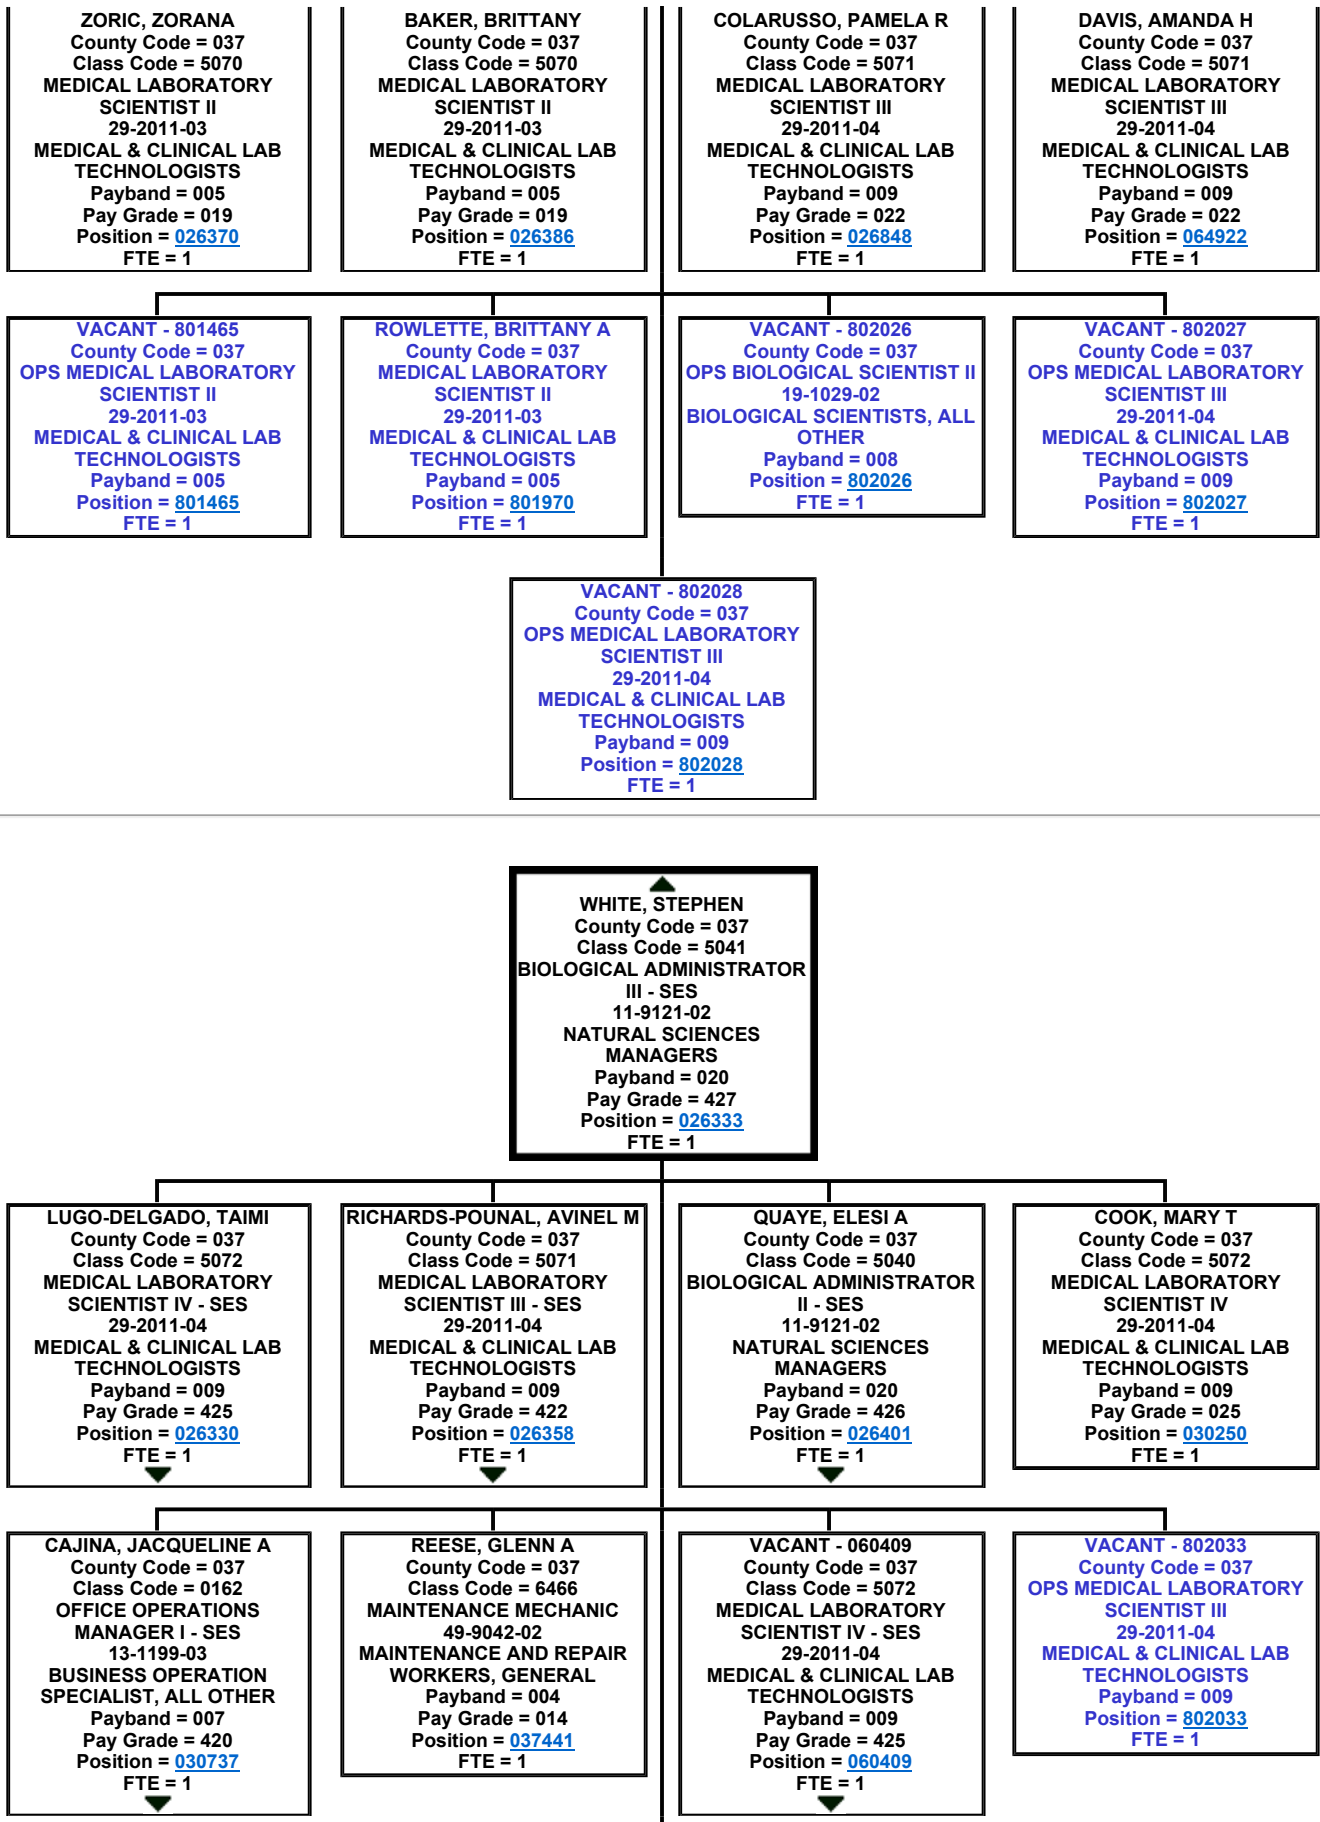 ZORIC, ZORANA
County Code = 037
Class Code = 5070
MEDICAL LABORATORY
SCIENTIST II
29-2011-03
MEDICAL & CLINICAL LAB
TECHNOLOGISTS
Payband = 005
Pay Grade = 019
Position = 026370
FTE = 1
BAKER, BRITTANY
County Code = 037
Class Code = 5070
MEDICAL LABORATORY
SCIENTIST II
29-2011-03
MEDICAL & CLINICAL LAB
TECHNOLOGISTS
Payband = 005
Pay Grade = 019
Position = 026386
FTE = 1
COLARUSSO, PAMELA R
County Code = 037
Class Code = 5071
MEDICAL LABORATORY
SCIENTIST III
29-2011-04
MEDICAL & CLINICAL LAB
TECHNOLOGISTS
Payband = 009
Pay Grade = 022
Position = 026848
FTE = 1
DAVIS, AMANDA H
County Code = 037
Class Code = 5071
MEDICAL LABORATORY
SCIENTIST III
29-2011-04
MEDICAL & CLINICAL LAB
TECHNOLOGISTS
Payband = 009
Pay Grade = 022
Position = 064922
FTE = 1
VACANT - 801465
County Code = 037
OPS MEDICAL LABORATORY
SCIENTIST II
29-2011-03
MEDICAL & CLINICAL LAB
TECHNOLOGISTS
Payband = 005
Position = 801465
FTE = 1
ROWLETTE, BRITTANY A
County Code = 037
MEDICAL LABORATORY
SCIENTIST II
29-2011-03
MEDICAL & CLINICAL LAB
TECHNOLOGISTS
Payband = 005
Position = 801970
FTE = 1
VACANT - 802026
County Code = 037
OPS BIOLOGICAL SCIENTIST II
19-1029-02
BIOLOGICAL SCIENTISTS, ALL
OTHER
Payband = 008
Position = 802026
FTE = 1
VACANT - 802027
County Code = 037
OPS MEDICAL LABORATORY
SCIENTIST III
29-2011-04
MEDICAL & CLINICAL LAB
TECHNOLOGISTS
Payband = 009
Position = 802027
FTE = 1
VACANT - 802028
County Code = 037
OPS MEDICAL LABORATORY
SCIENTIST III
29-2011-04
MEDICAL & CLINICAL LAB
TECHNOLOGISTS
Payband = 009
Position = 802028
FTE = 1
WHITE, STEPHEN
County Code = 037
Class Code = 5041
BIOLOGICAL ADMINISTRATOR
III - SES
11-9121-02
NATURAL SCIENCES
MANAGERS
Payband = 020
Pay Grade = 427
Position = 026333
FTE = 1
LUGO-DELGADO, TAIMI
County Code = 037
Class Code = 5072
MEDICAL LABORATORY
SCIENTIST IV - SES
29-2011-04
MEDICAL & CLINICAL LAB
TECHNOLOGISTS
Payband = 009
Pay Grade = 425
Position = 026330
FTE = 1
RICHARDS-POUNAL, AVINEL M
County Code = 037
Class Code = 5071
MEDICAL LABORATORY
SCIENTIST III - SES
29-2011-04
MEDICAL & CLINICAL LAB
TECHNOLOGISTS
Payband = 009
Pay Grade = 422
Position = 026358
FTE = 1
QUAYE, ELESI A
County Code = 037
Class Code = 5040
BIOLOGICAL ADMINISTRATOR
II - SES
11-9121-02
NATURAL SCIENCES
MANAGERS
Payband = 020
Pay Grade = 426
Position = 026401
FTE = 1
COOK, MARY T
County Code = 037
Class Code = 5072
MEDICAL LABORATORY
SCIENTIST IV
29-2011-04
MEDICAL & CLINICAL LAB
TECHNOLOGISTS
Payband = 009
Pay Grade = 025
Position = 030250
FTE = 1
CAJINA, JACQUELINE A
County Code = 037
Class Code = 0162
OFFICE OPERATIONS
MANAGER I - SES
13-1199-03
BUSINESS OPERATION
SPECIALIST, ALL OTHER
Payband = 007
Pay Grade = 420
Position = 030737
FTE = 1
REESE, GLENN A
County Code = 037
Class Code = 6466
MAINTENANCE MECHANIC
49-9042-02
MAINTENANCE AND REPAIR
WORKERS, GENERAL
Payband = 004
Pay Grade = 014
Position = 037441
FTE = 1
VACANT - 060409
County Code = 037
Class Code = 5072
MEDICAL LABORATORY
SCIENTIST IV - SES
29-2011-04
MEDICAL & CLINICAL LAB
TECHNOLOGISTS
Payband = 009
Pay Grade = 425
Position = 060409
FTE = 1
VACANT - 802033
County Code = 037
OPS MEDICAL LABORATORY
SCIENTIST III
29-2011-04
MEDICAL & CLINICAL LAB
TECHNOLOGISTS
Payband = 009
Position = 802033
FTE = 1